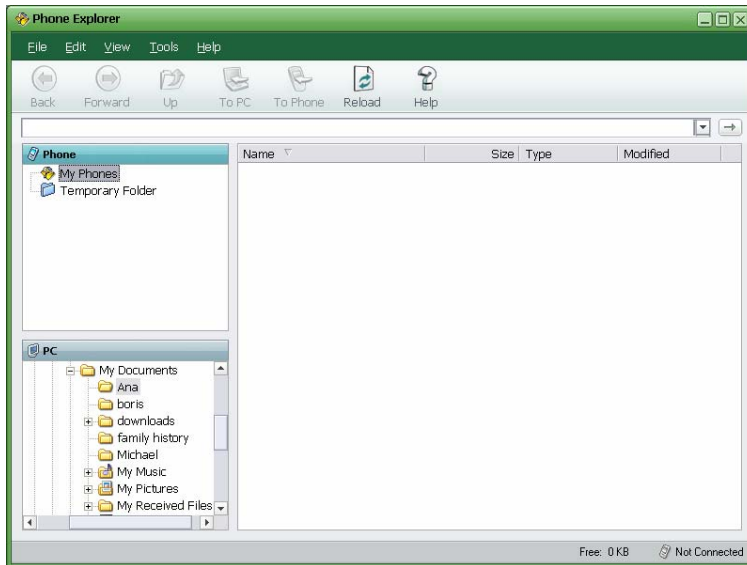 Phone Explorer
File Edit View Tools Help
Back Forward Up To PC To Phone Reload Help
Phone
My Phones
Temporary Folder
Name Size Type Modified
PC
My Documents
Ana
boris
downloads
family history
Michael
My Music
My Pictures
My Received Files
Free: 0 KB Not Connected